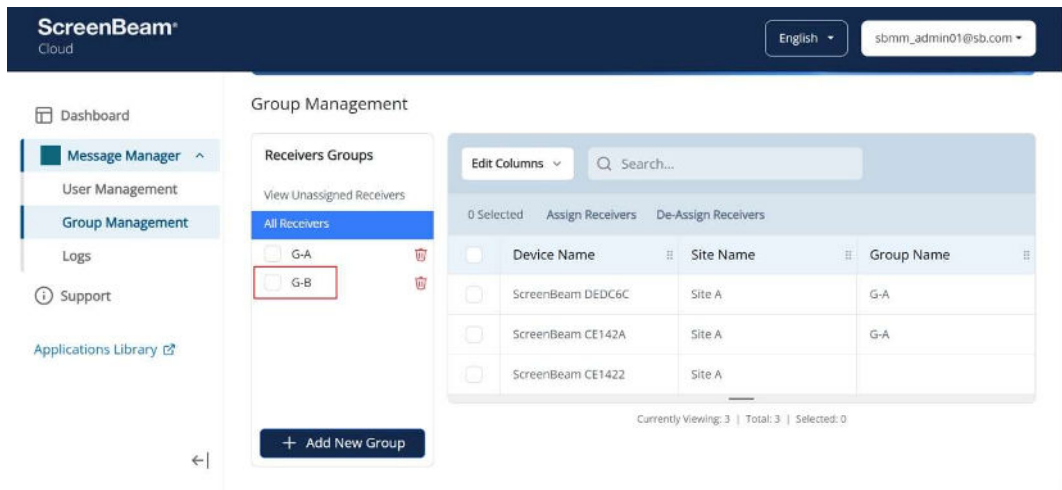 ScreenBeam®
Cloud
English
sbmm_admin01@sb.com
Dashboard
Message Manager
User Management
Group Management
Logs
Support
Applications Library
Group Management
Receivers Groups
View Unassigned Receivers
All Receivers
G-A
G-B
+ Add New Group
Edit Columns
Search...
0 Selected Assign Receivers De-Assign Receivers
Device Name Site Name Group Name
ScreenBeam DEDC6C Site A G-A
ScreenBeam CE142A Site A G-A
ScreenBeam CE1422 Site A
Currently Viewing: 3 | Total: 3 | Selected: 0